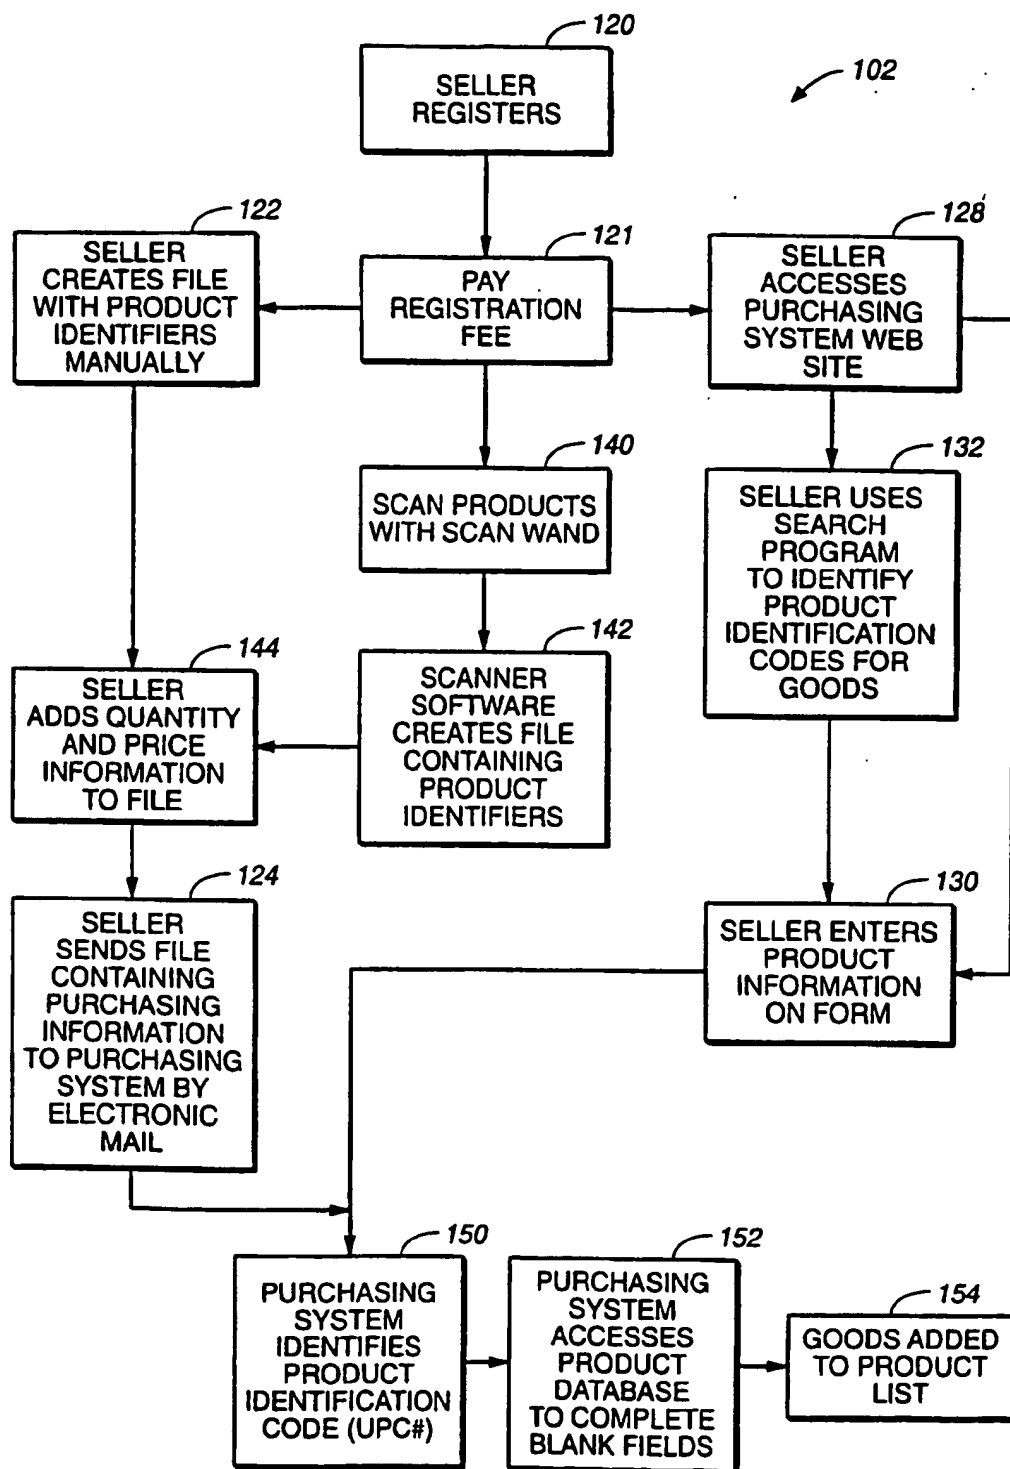 120
SELLER
REGISTERS
102
122
SELLER
CREATES FILE
WITH PRODUCT
IDENTIFIERS
MANUALLY
121
PAY
REGISTRATION
FEE
128
SELLER
ACCESSES
PURCHASING
SYSTEM WEB
SITE
140
SCAN PRODUCTS
WITH SCAN WAND
132
SELLER USES
SEARCH
PROGRAM
TO IDENTIFY
PRODUCT
IDENTIFICATION
CODES FOR
GOODS
144
SELLER
ADDS QUANTITY
AND PRICE
INFORMATION
TO FILE
142
SCANNER
SOFTWARE
CREATES FILE
CONTAINING
PRODUCT
IDENTIFIERS
124
SELLER
SENDS FILE
CONTAINING
PURCHASING
INFORMATION
TO PURCHASING
SYSTEM BY
ELECTRONIC
MAIL
130
SELLER ENTERS
PRODUCT
INFORMATION
ON FORM
150
PURCHASING
SYSTEM
IDENTIFIES
PRODUCT
IDENTIFICATION
CODE (UPC#)
152
PURCHASING
SYSTEM
ACCESSES
PRODUCT
DATABASE
TO COMPLETE
BLANK FIELDS
154
GOODS ADDED
TO PRODUCT
LIST